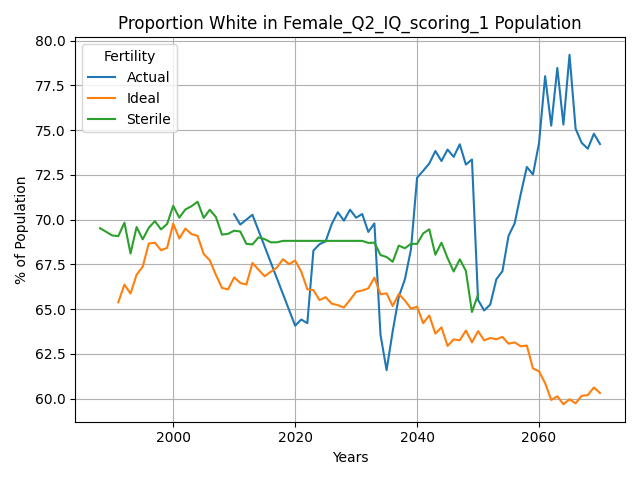 Proportion White in Female_Q2_IQ_scoring_1 Population
80.0
77.5
75.0
72.5
70.0
67.5
65.0
62.5
60.0
% of Population
Fertility
Actual
Ideal
Sterile
2000
2020
2040
2060
Years